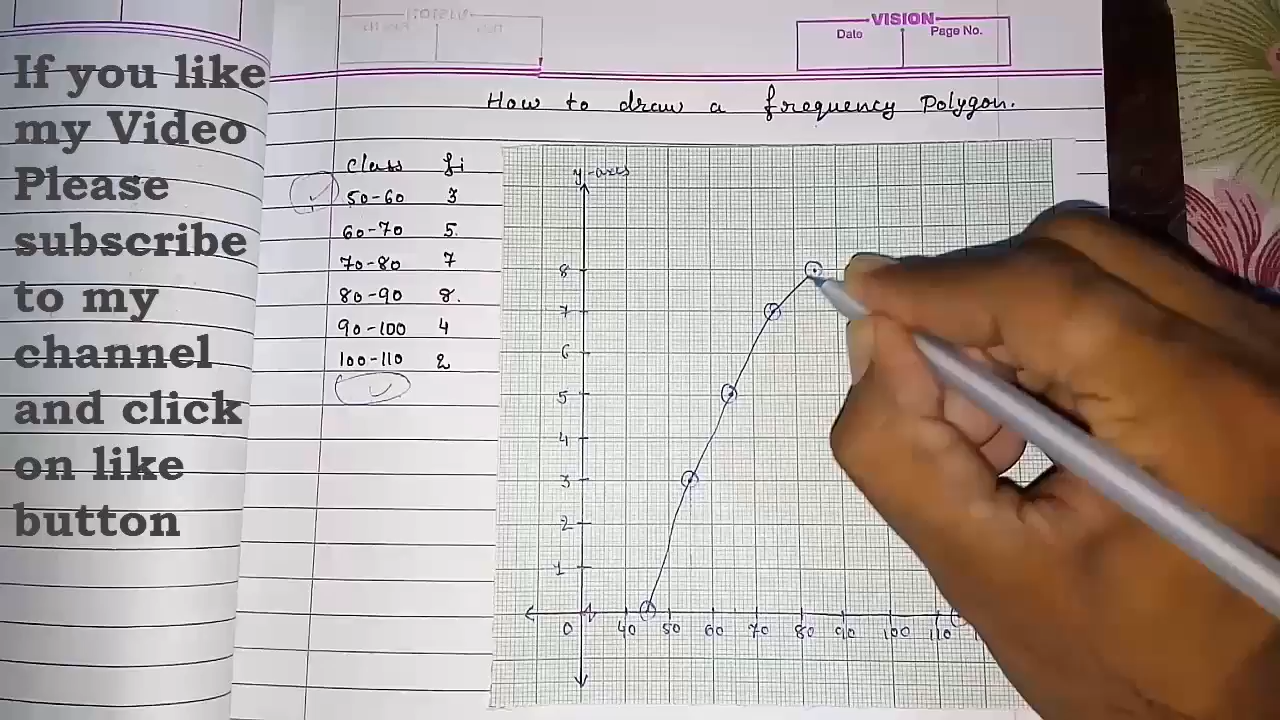 If you like
my Video
Please
subscribe
to my
channel
and click
on like
button
VISION
Date Page No.
How to draw a frequency Polygon.
Class fi
50-60 3
60-70 5.
70-80 7
80-90 8.
90-100 4
100-110 2
y-axes
8
7
6
5
4
3
2
1
0 40 50 60 70 80 90 100 110